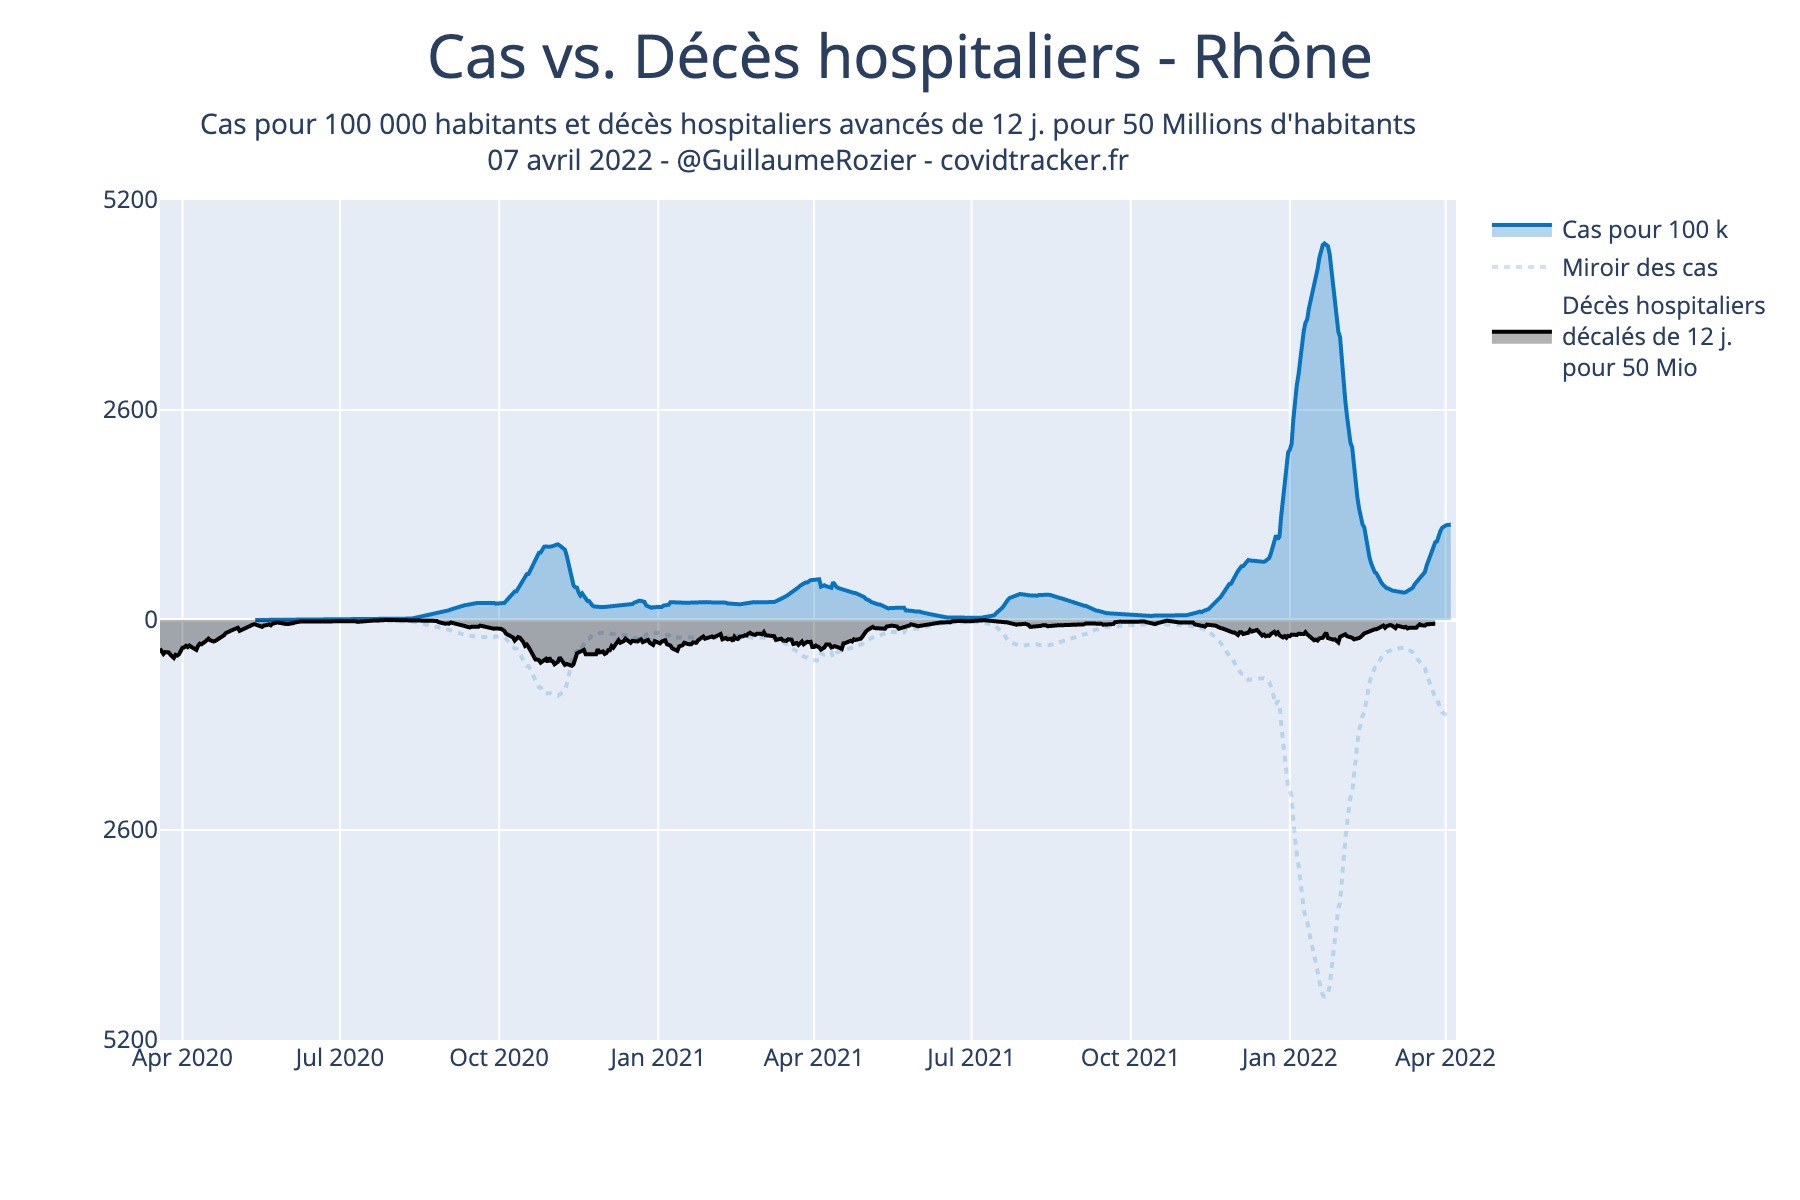 Cas vs. Décès hospitaliers - Rhône
Cas pour 100 000 habitants et décès hospitaliers avancés de 12 j. pour 50 Millions d'habitants
07 avril 2022 - @GuillaumeRozier - covidtracker.fr
5200
2600
0
2600
5200
Apr 2020
Jul 2020
Oct 2020
Jan 2021
Apr 2021
Jul 2021
Oct 2021
Jan 2022
Apr 2022
Cas pour 100 k
Miroir des cas
Décès hospitaliers
décalés de 12 j.
pour 50 Mio